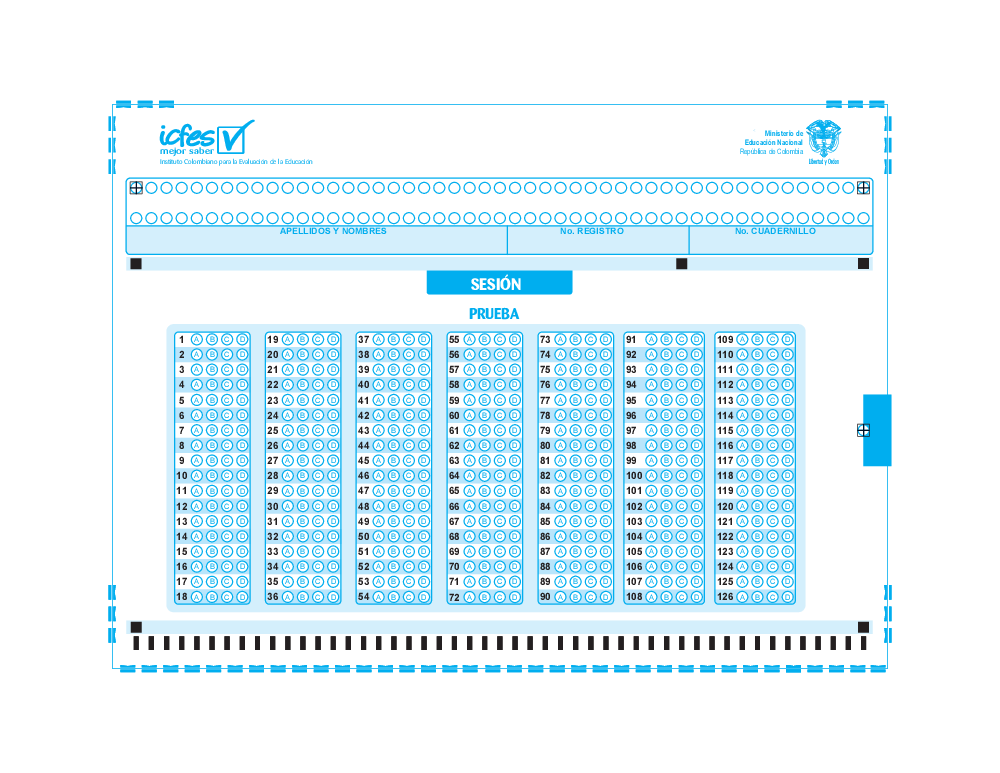 icfes
mejor saber
Instituto Colombiano para la Evaluación de la Educación
Ministerio de
Educación Nacional
República de Colombia
Libertad y Orden
APELLIDOS Y NOMBRES No. REGISTRO No. CUADERNILLO
SESIÓN
PRUEBA
1 A B C D 19 A B C D 37 A B C D 55 A B C D 73 A B C D 91 A B C D 109 A B C D
2 A B C D 20 A B C D 38 A B C D 56 A B C D 74 A B C D 92 A B C D 110 A B C D
3 A B C D 21 A B C D 39 A B C D 57 A B C D 75 A B C D 93 A B C D 111 A B C D
4 A B C D 22 A B C D 40 A B C D 58 A B C D 76 A B C D 94 A B C D 112 A B C D
5 A B C D 23 A B C D 41 A B C D 59 A B C D 77 A B C D 95 A B C D 113 A B C D
6 A B C D 24 A B C D 42 A B C D 60 A B C D 78 A B C D 96 A B C D 114 A B C D
7 A B C D 25 A B C D 43 A B C D 61 A B C D 79 A B C D 97 A B C D 115 A B C D
8 A B C D 26 A B C D 44 A B C D 62 A B C D 80 A B C D 98 A B C D 116 A B C D
9 A B C D 27 A B C D 45 A B C D 63 A B C D 81 A B C D 99 A B C D 117 A B C D
10 A B C D 28 A B C D 46 A B C D 64 A B C D 82 A B C D 100 A B C D 118 A B C D
11 A B C D 29 A B C D 47 A B C D 65 A B C D 83 A B C D 101 A B C D 119 A B C D
12 A B C D 30 A B C D 48 A B C D 66 A B C D 84 A B C D 102 A B C D 120 A B C D
13 A B C D 31 A B C D 49 A B C D 67 A B C D 85 A B C D 103 A B C D 121 A B C D
14 A B C D 32 A B C D 50 A B C D 68 A B C D 86 A B C D 104 A B C D 122 A B C D
15 A B C D 33 A B C D 51 A B C D 69 A B C D 87 A B C D 105 A B C D 123 A B C D
16 A B C D 34 A B C D 52 A B C D 70 A B C D 88 A B C D 106 A B C D 124 A B C D
17 A B C D 35 A B C D 53 A B C D 71 A B C D 89 A B C D 107 A B C D 125 A B C D
18 A B C D 36 A B C D 54 A B C D 72 A B C D 90 A B C D 108 A B C D 126 A B C D